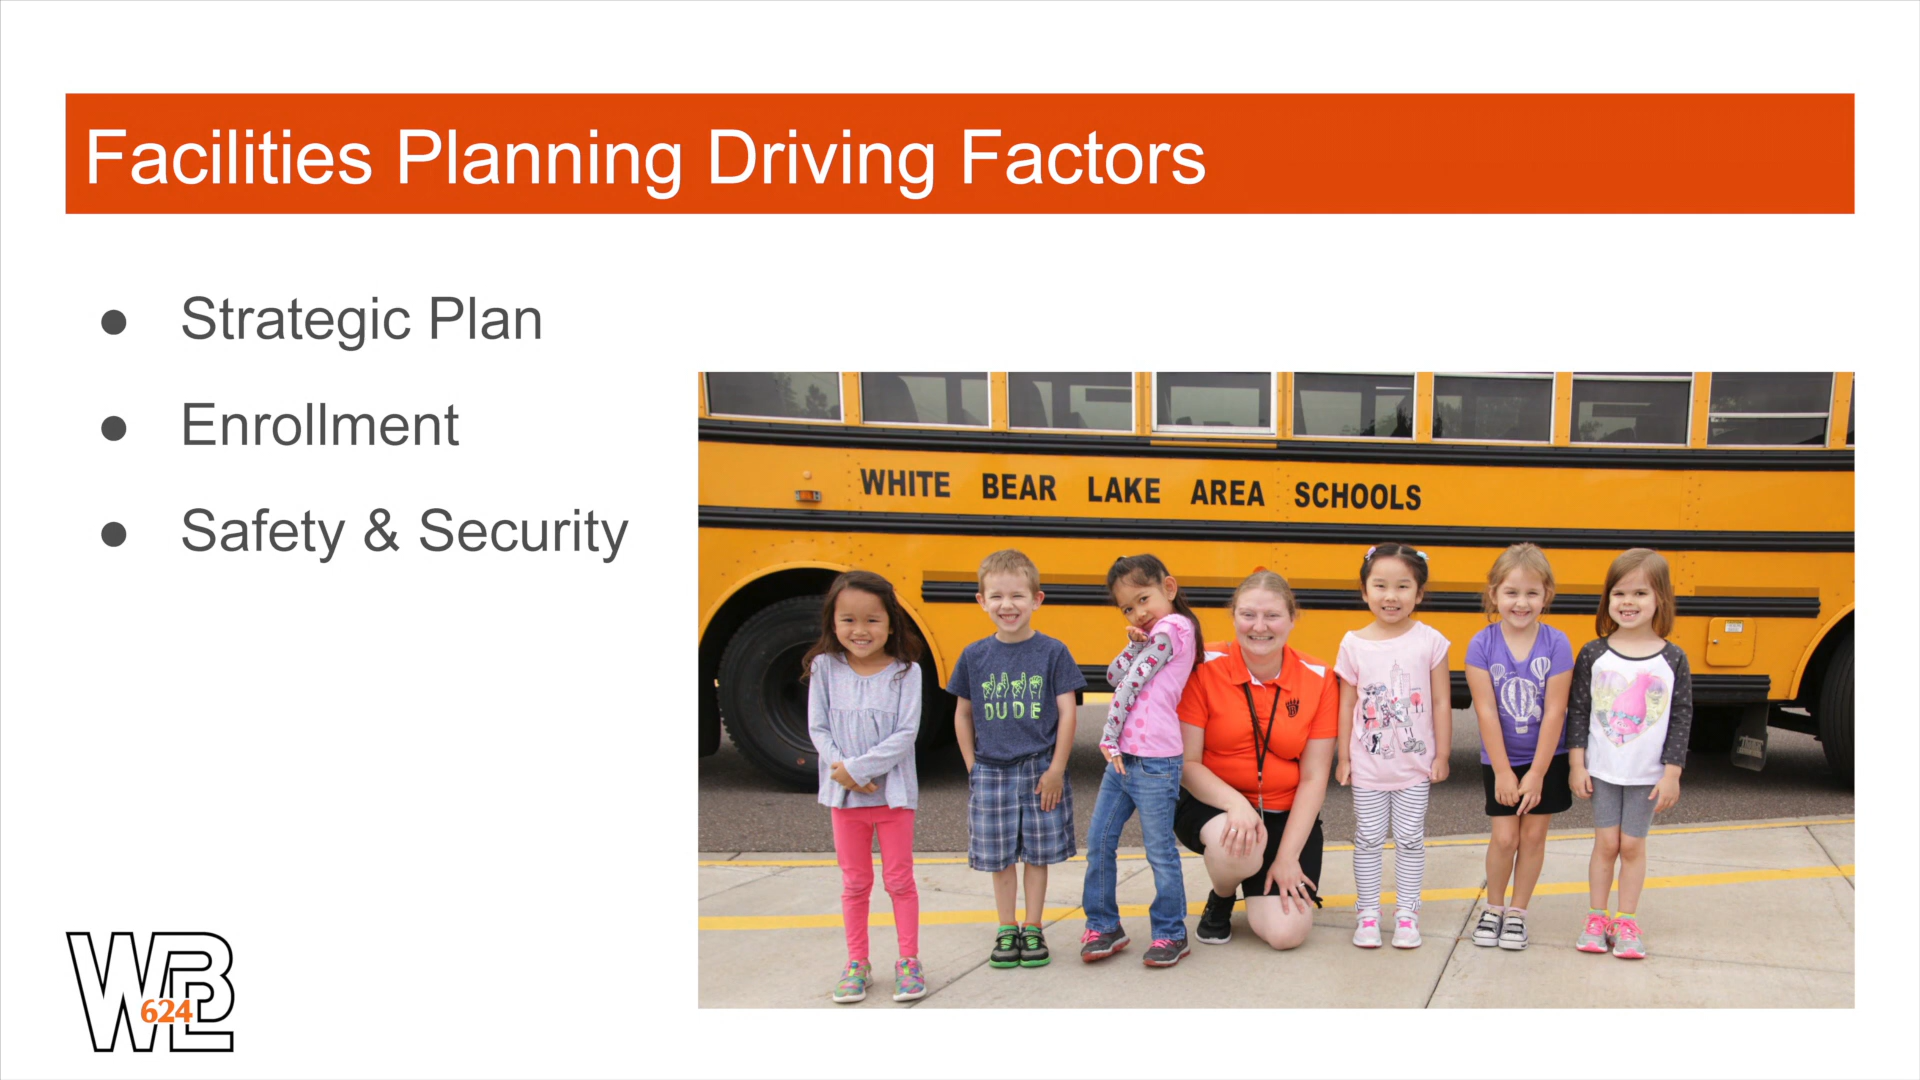 Facilities Planning Driving Factors
● Strategic Plan
● Enrollment
● Safety & Security
WHITE BEAR LAKE AREA SCHOOLS
DUDE
WBL
624